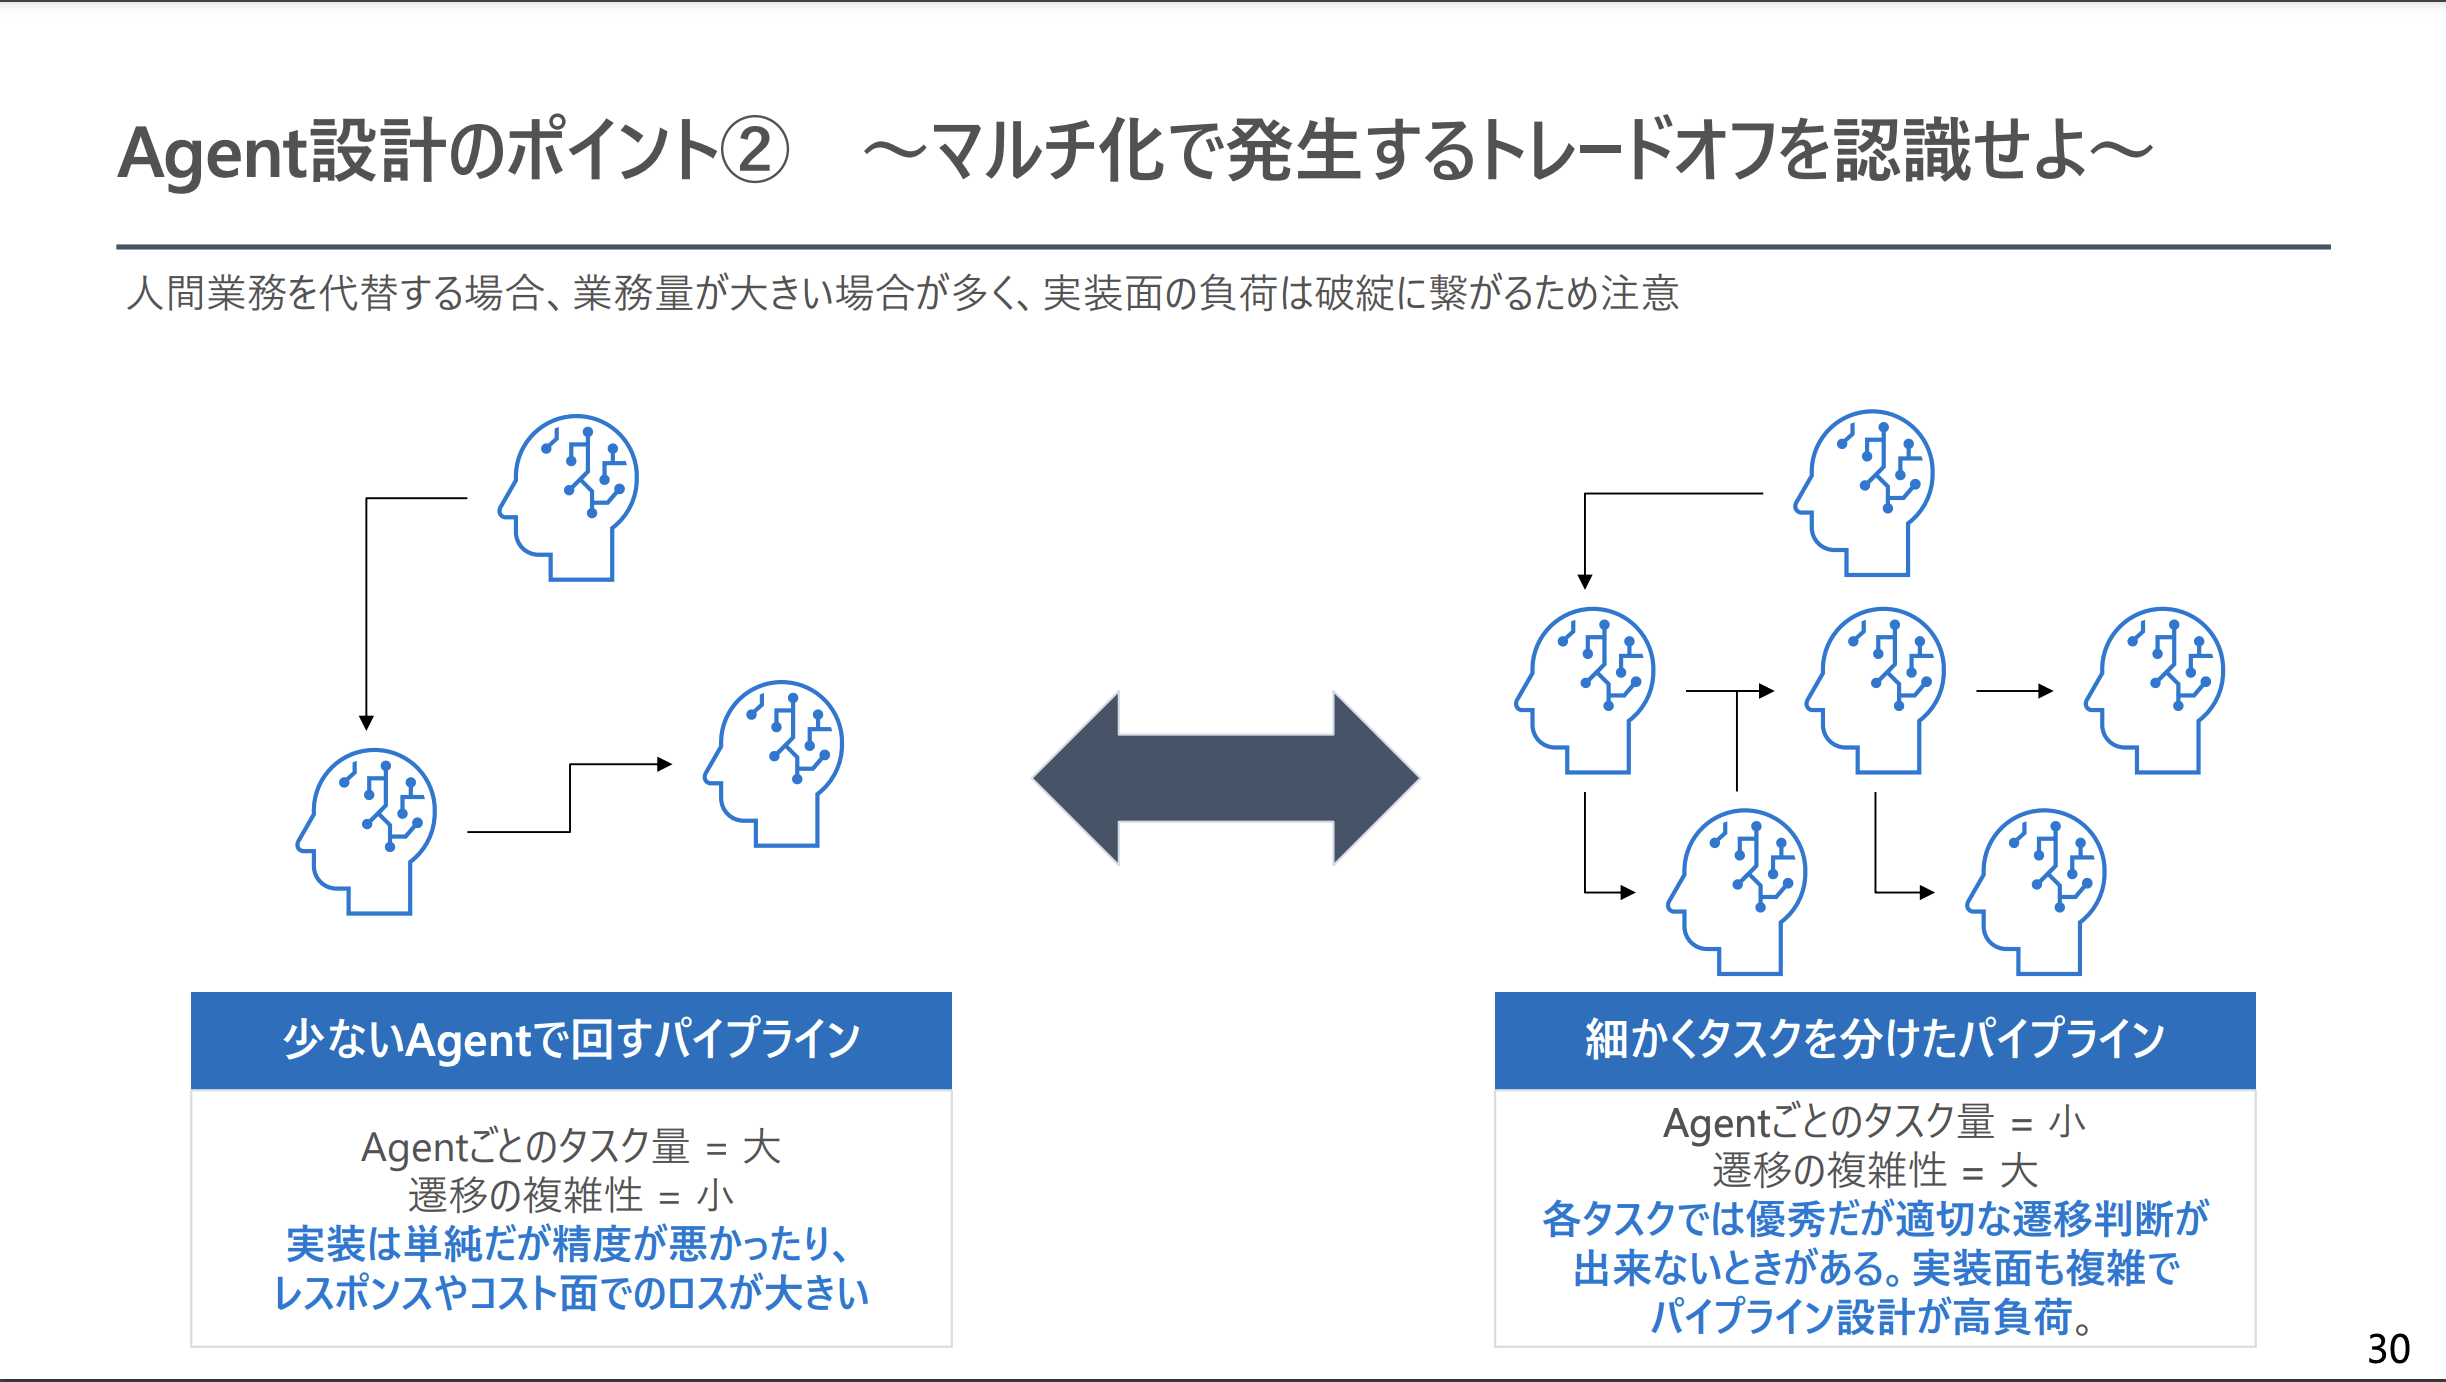 Agent設計のポイント②　～マルチ化で発生するトレードオフを認識せよ～
人間業務を代替する場合、業務量が大きい場合が多く、実装面の負荷は破綻に繋がるため注意
少ないAgentで回すパイプライン
Agentごとのタスク量 = 大
遷移の複雑性 = 小
実装は単純だが精度が悪かったり、
レスポンスやコスト面でのロスが大きい
細かくタスクを分けたパイプライン
Agentごとのタスク量 = 小
遷移の複雑性 = 大
各タスクでは優秀だが適切な遷移判断が
出来ないときがある。実装面も複雑で
パイプライン設計が高負荷。
30